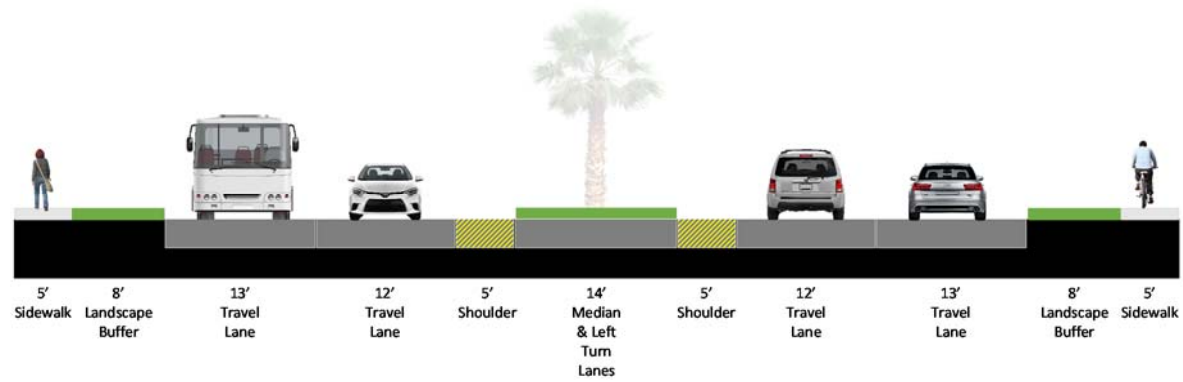 5’
Sidewalk
8’
Landscape
Buffer
13’
Travel
Lane
12’
Travel
Lane
5’
Shoulder
14’
Median
& Left
Turn
Lanes
5’
Shoulder
12’
Travel
Lane
13’
Travel
Lane
8’
Landscape
Buffer
5’
Sidewalk